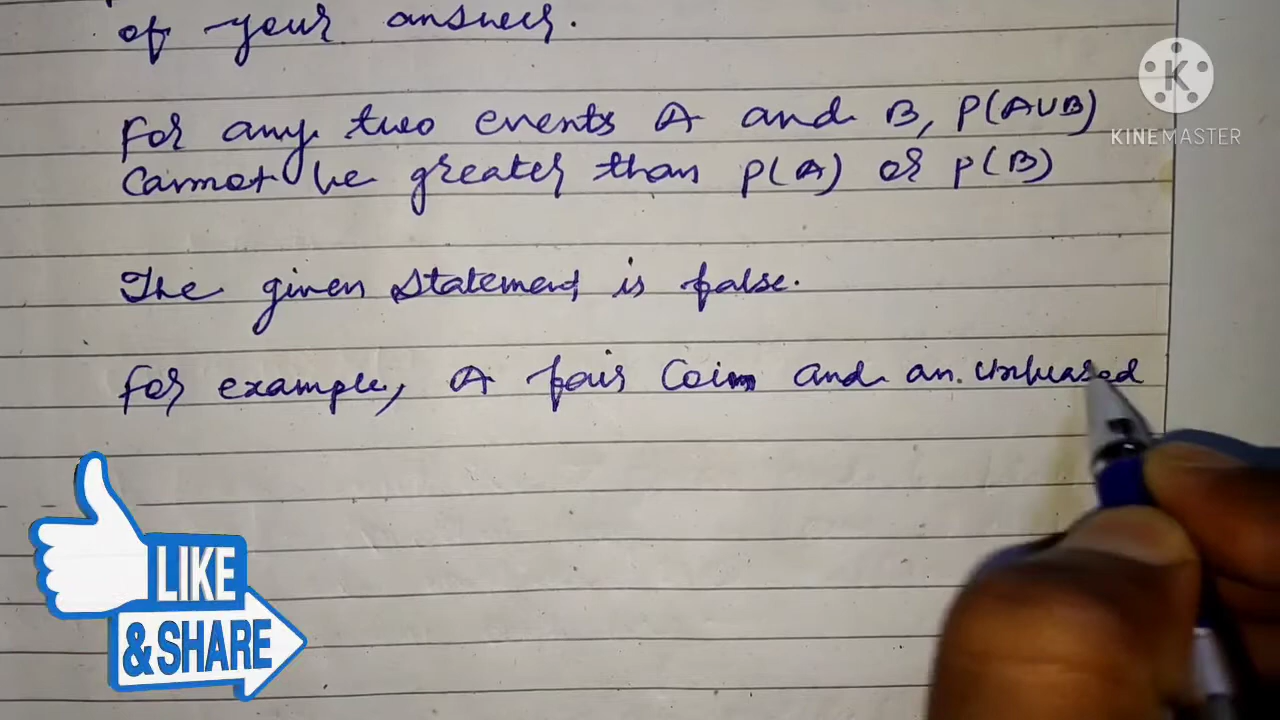 of your answer.
For any two events A and B, P(AUB)
cannot be greater than P(A) or P(B)
The given statement is false.
For example, A fair Coin and an unbiased
K
KINEMASTER
LIKE
& SHARE